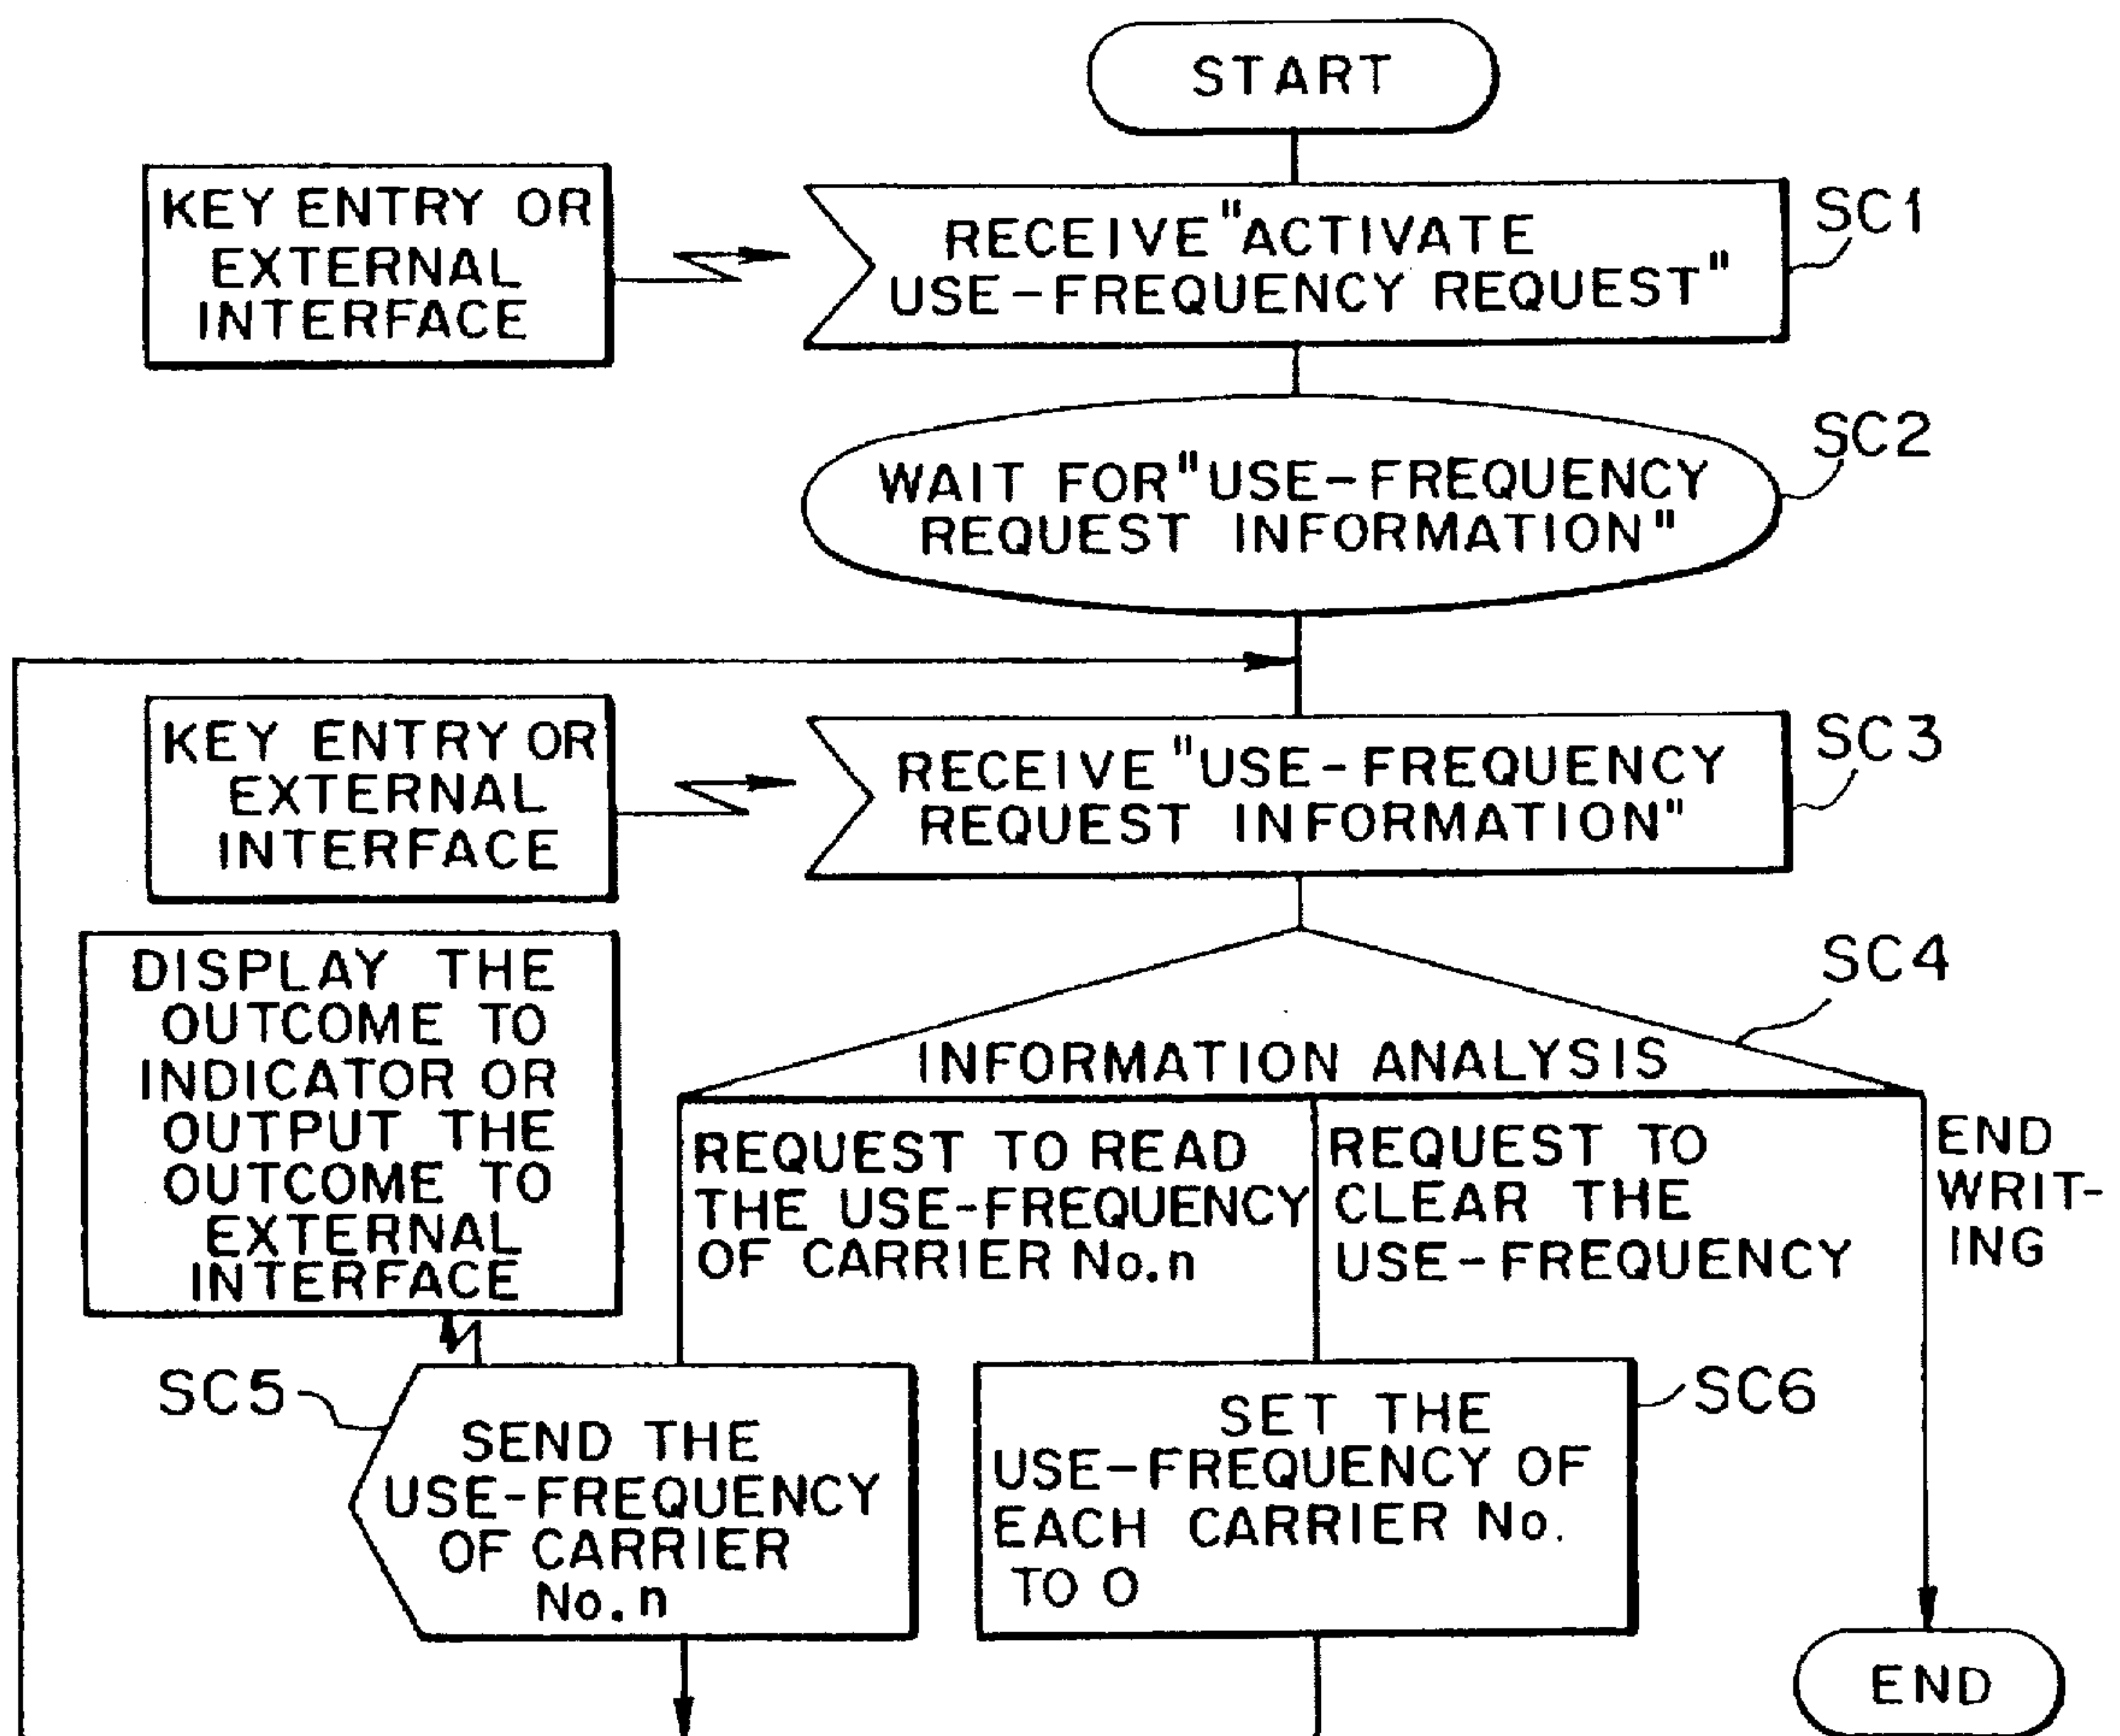 START
KEY ENTRY OR
EXTERNAL
INTERFACE
RECEIVE "ACTIVATE
USE-FREQUENCY REQUEST"
SC1
WAIT FOR "USE-FREQUENCY
REQUEST INFORMATION"
SC2
KEY ENTRY OR
EXTERNAL
INTERFACE
RECEIVE "USE-FREQUENCY
REQUEST INFORMATION"
SC3
DISPLAY THE
OUTCOME TO
INDICATOR OR
OUTPUT THE
OUTCOME TO
EXTERNAL
INTERFACE
INFORMATION ANALYSIS
SC4
REQUEST TO READ
THE USE-FREQUENCY
OF CARRIER No.n
REQUEST TO
CLEAR THE
USE-FREQUENCY
END
WRIT-
ING
SC5
SEND THE
USE-FREQUENCY
OF CARRIER
No.n
SET THE
USE-FREQUENCY OF
EACH CARRIER No.
TO 0
SC6
END